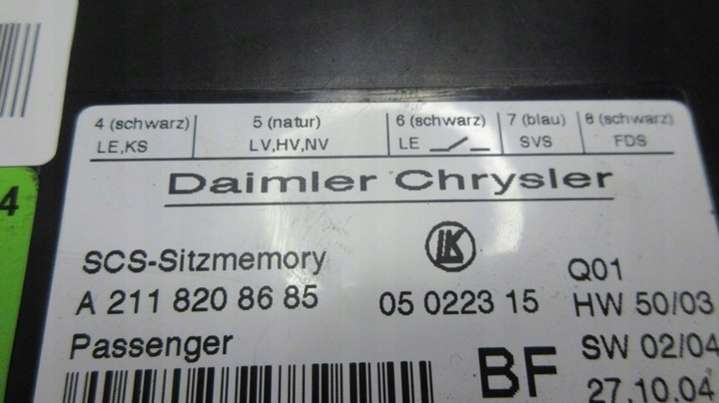 4 (schwarz) 5 (natur) 6 (schwarz) 7 (blau) 8 (schwarz)
LE,KS LV,HV,NV LE SVS FDS
Daimler Chrysler
SCS-Sitzmemory LK Q01
A 211 820 86 85 05 0223 15 HW 50/03
Passenger BF SW 02/04
27.10.04
4